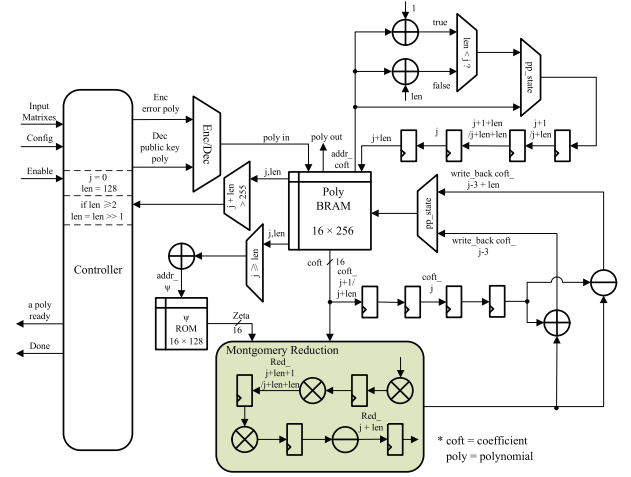 1
true
len < j ?
false
len
pp_state
Input
Matrixes
Config
Enable
Enc
error poly
Dec
public key
poly
Enc/Dec
poly in
poly out
addr_
coft
j+len
j
j+1+len
/j+len+len
j+1
/j+len
j = 0
len = 128
if len ≥2
len = len >> 1
Controller
j + len
> 255
j,len
Poly
BRAM
16 × 256
pp_state
write_back coft_
j-3 + len
write_back coft_
j-3
j ≥ len
j,len
addr_
ψ
coft
16
coft_
j+1/
j+len
coft_
j
ψ
ROM
16 × 128
Zeta
16
a poly
ready
Done
Montgomery Reduction
Red_
j+len+1
/j+len+len
Red_
j + len
* coft = coefficient
poly = polynomial